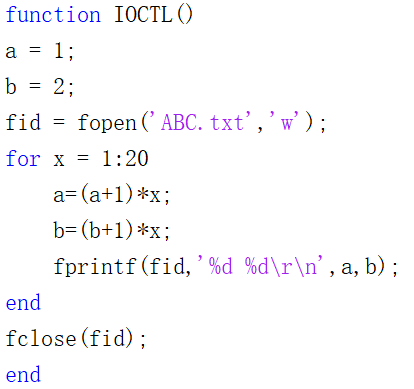 function IOCTL()
a = 1;
b = 2;
fid = fopen('ABC.txt','w');
for x = 1:20
    a=(a+1)*x;
    b=(b+1)*x;
    fprintf(fid,'%d %d\r\n',a,b);
end
fclose(fid);
end